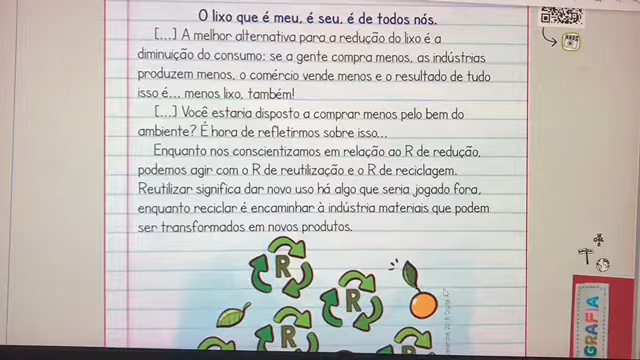 O lixo que é meu, é seu, é de todos nós.
[...] A melhor alternativa para a redução do lixo é a
diminuição do consumo: se a gente compra menos, as indústrias
produzem menos, o comércio vende menos e o resultado de tudo
isso é... menos lixo, também!
[...] Você estaria disposto a comprar menos pelo bem do
ambiente? É hora de refletirmos sobre isso...
Enquanto nos conscientizamos em relação ao R de redução,
podemos agir com o R de reutilização e o R de reciclagem.
Reutilizar significa dar novo uso há algo que seria jogado fora,
enquanto reciclar é encaminhar à indústria materiais que podem
ser transformados em novos produtos.
R
R
R
R
GRAFIA